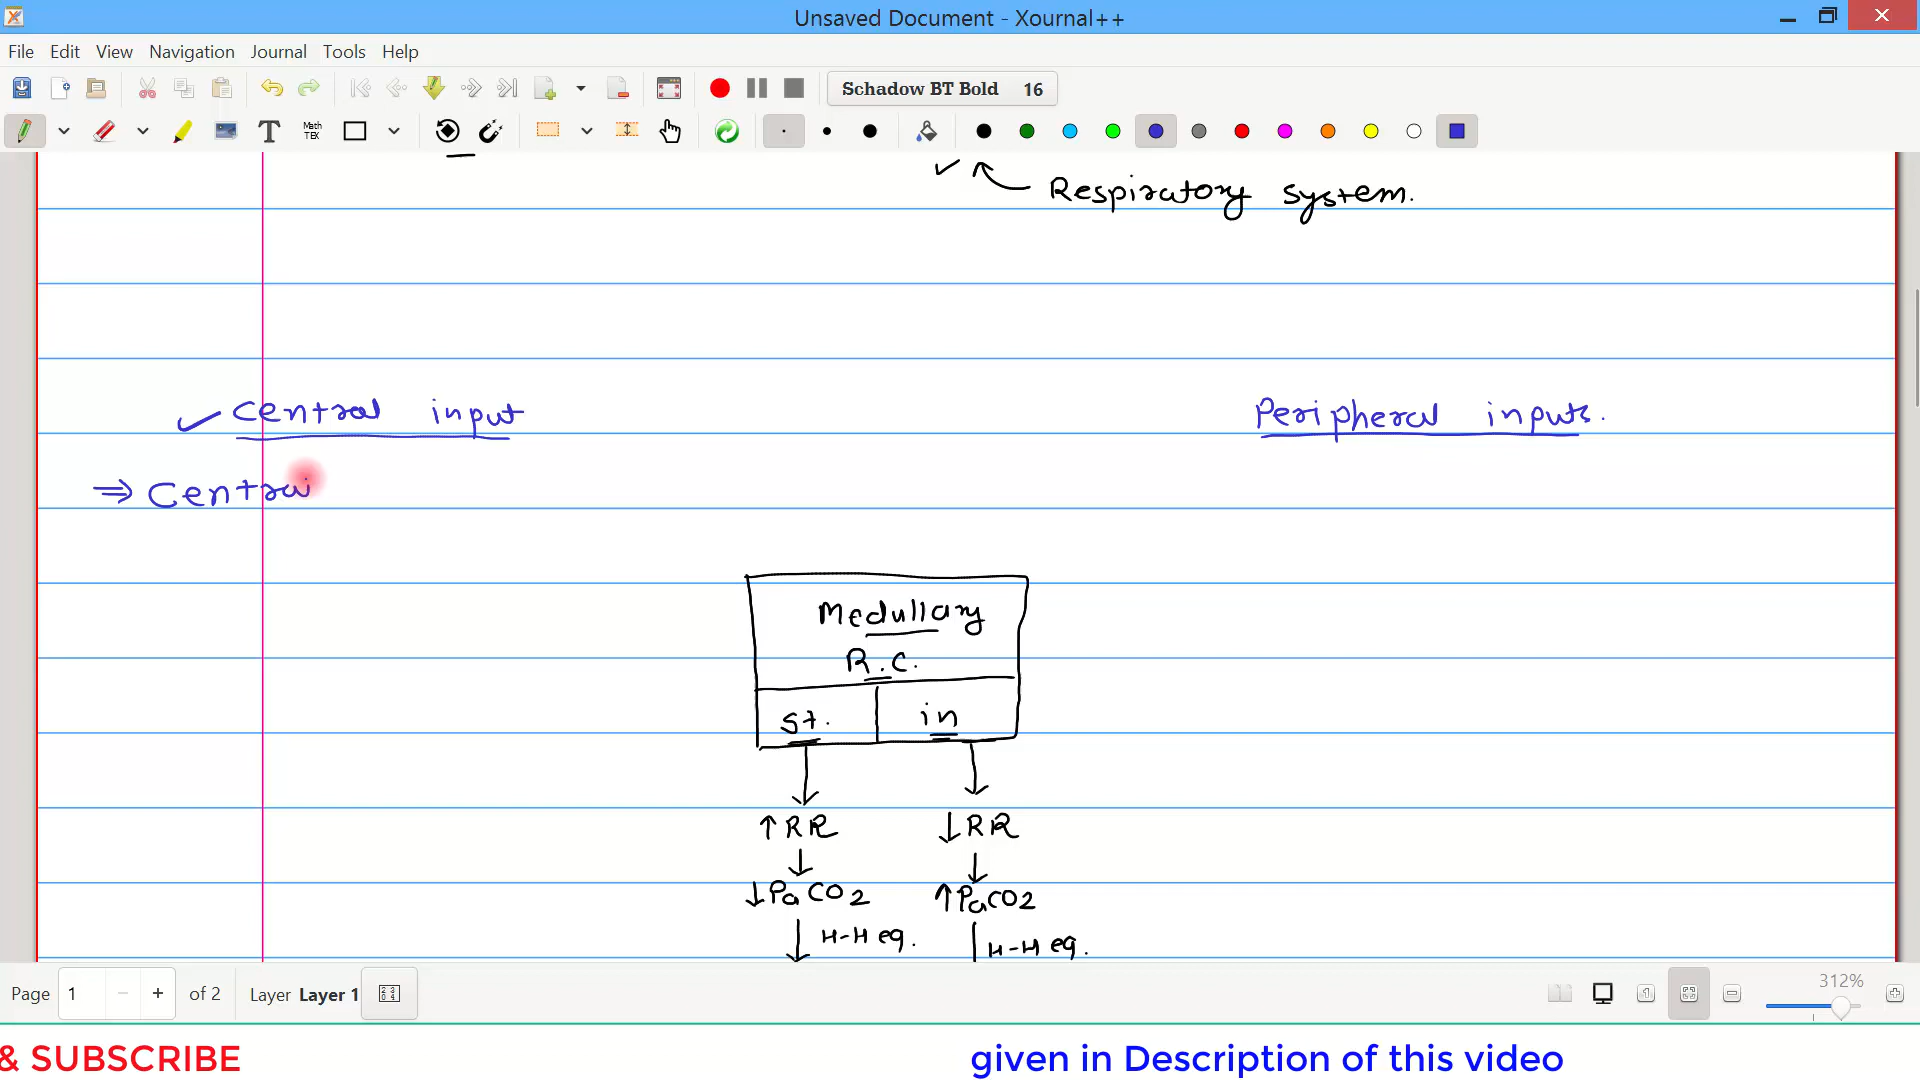 Unsaved Document - Xournal++
File Edit View Navigation Journal Tools Help
Schadow BT Bold 16
T Math TEX
Respiratory system.
Central input
Peripheral inputs.
⇒ Central
Medullary
R.C.
st. in
↑ RR ↓ RR
↓ PaCO2 ↑ PaCO2
H-H eq. H-H eq.
Page 1 of 2 Layer Layer 1
312%
& SUBSCRIBE given in Description of this video